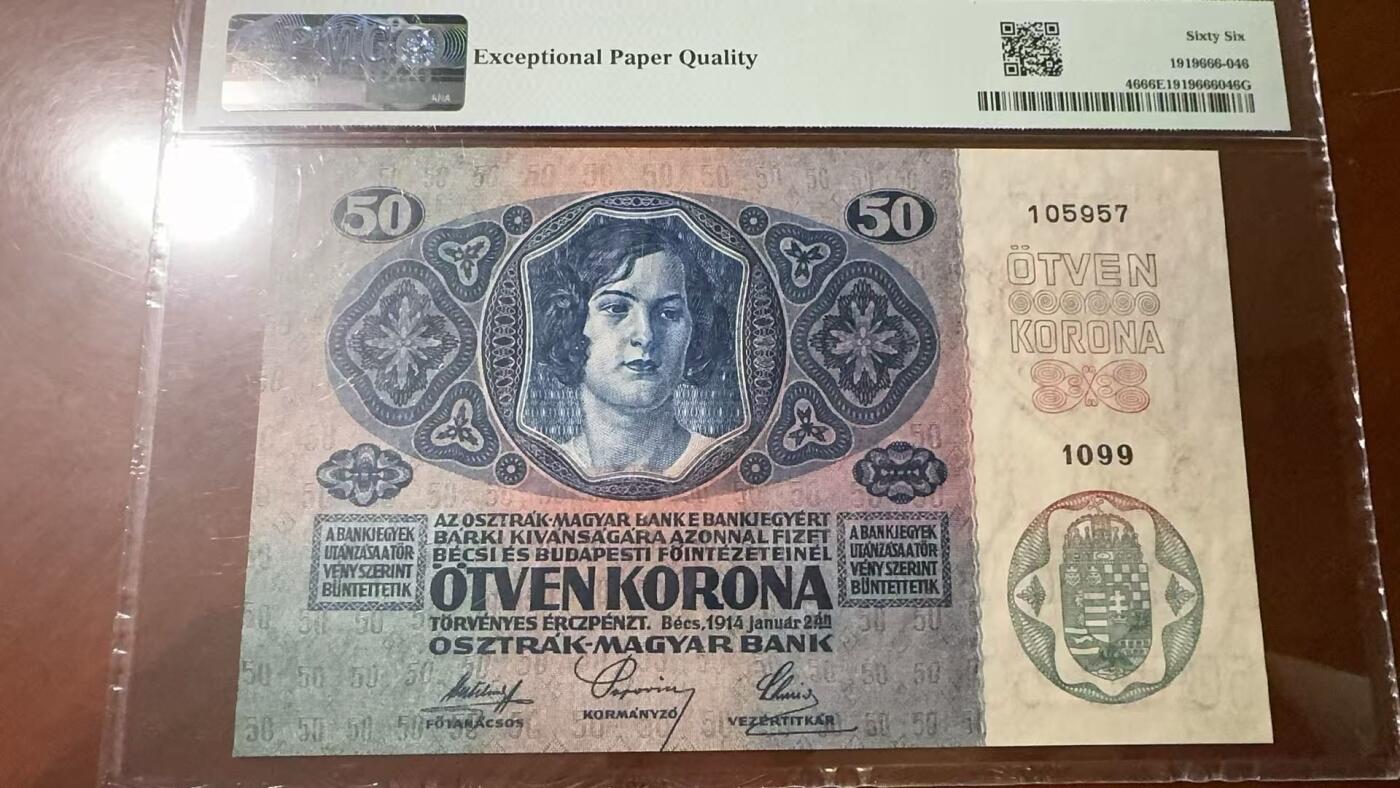 PMG
Exceptional Paper Quality
Sixty Six
1919666-046
4666E1919666046G
50
50
105957
ÖTVEN
KORONA
1099
AZ OSZTRÁK-MAGYAR BANK E BANKJEGYÉRT
BÁRKI KIVÁNSÁGÁRA AZONNAL FIZET
BÉCSI ÉS BUDAPESTI FŐINTÉZETEINÉL
ÖTVEN KORONA
TÖRVÉNYES ÉRCZPÉNZT. Bécs, 1914 január 2án
OSZTRÁK-MAGYAR BANK
A BANKJEGYEK
UTÁNZÁSA A TÖR
VÉNY SZERINT
BÜNTETTETIK
A BANKJEGYEK
UTÁNZÁSA A TÖR
VÉNY SZERINT
BÜNTETTETIK
FŐTANÁCSOS
KORMÁNYZÓ
VEZÉRTITKÁR